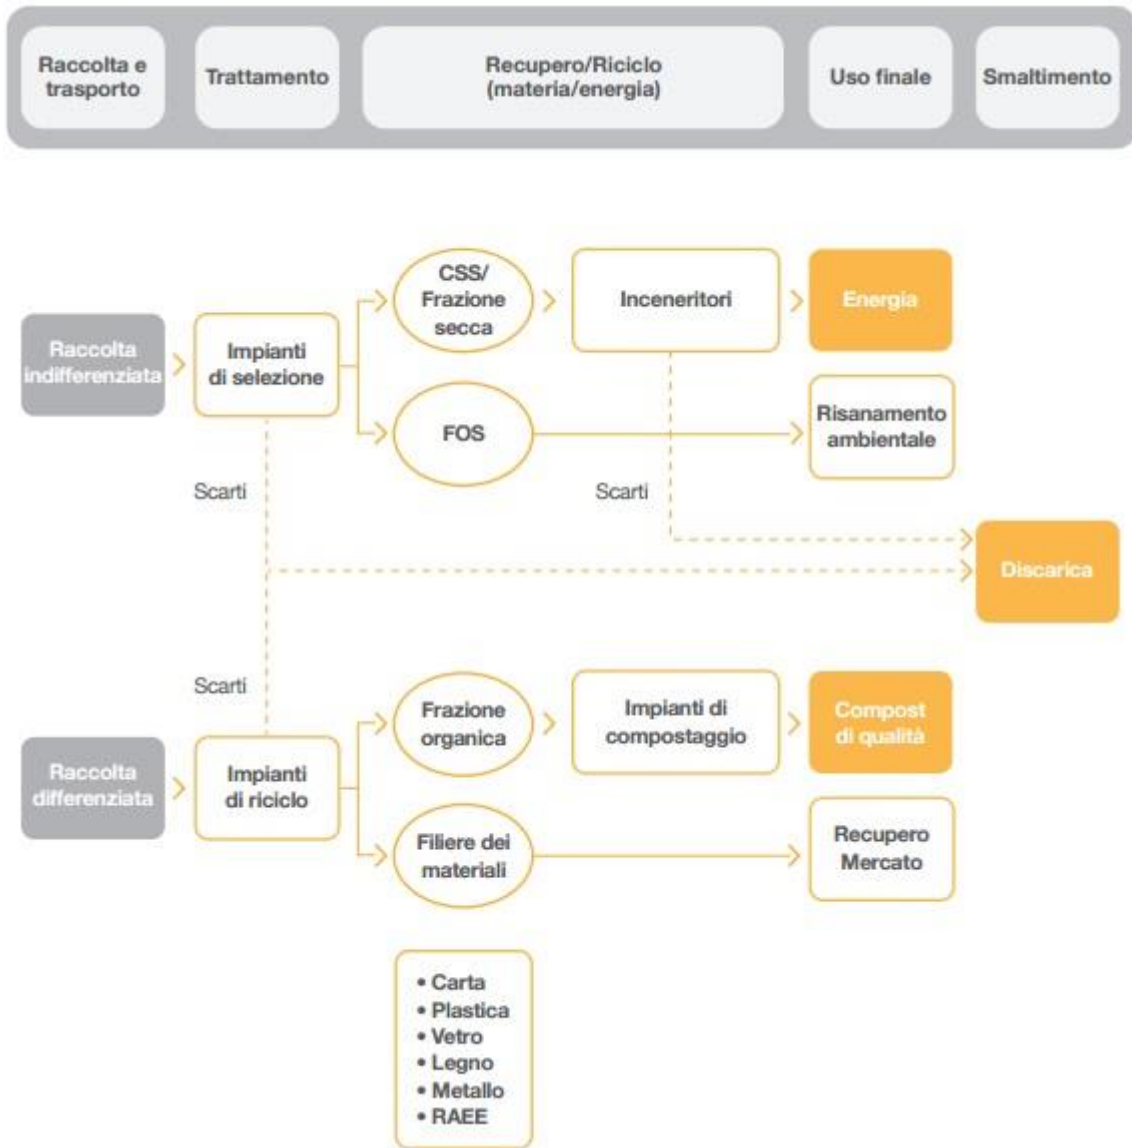 Raccolta e
trasporto
Trattamento
Recupero/Riciclo
(materia/energia)
Uso finale
Smaltimento
CSS/
Frazione
secca
Inceneritori
Energia
Raccolta
indifferenziata
Impianti
di selezione
FOS
Risanamento
ambientale
Scarti
Scarti
Discarica
Scarti
Frazione
organica
Impianti di
compostaggio
Compost
di qualità
Raccolta
differenziata
Impianti
di riciclo
Filiere dei
materiali
Recupero
Mercato
• Carta
• Plastica
• Vetro
• Legno
• Metallo
• RAEE